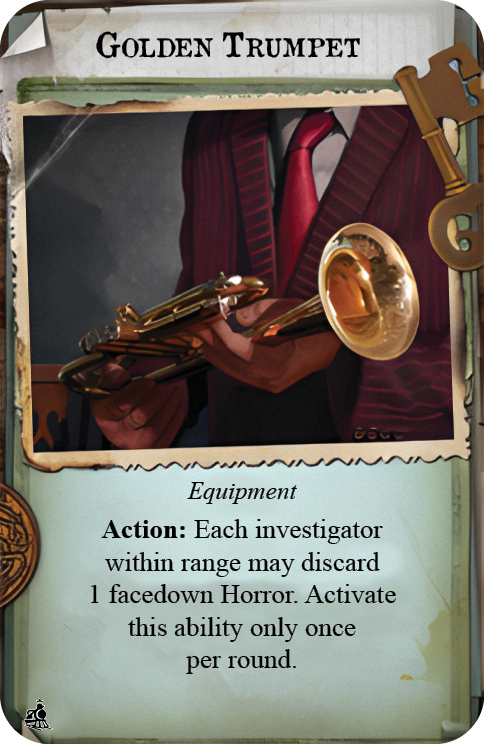 Golden Trumpet
Equipment
Action: Each investigator
within range may discard
1 facedown Horror. Activate
this ability only once
per round.